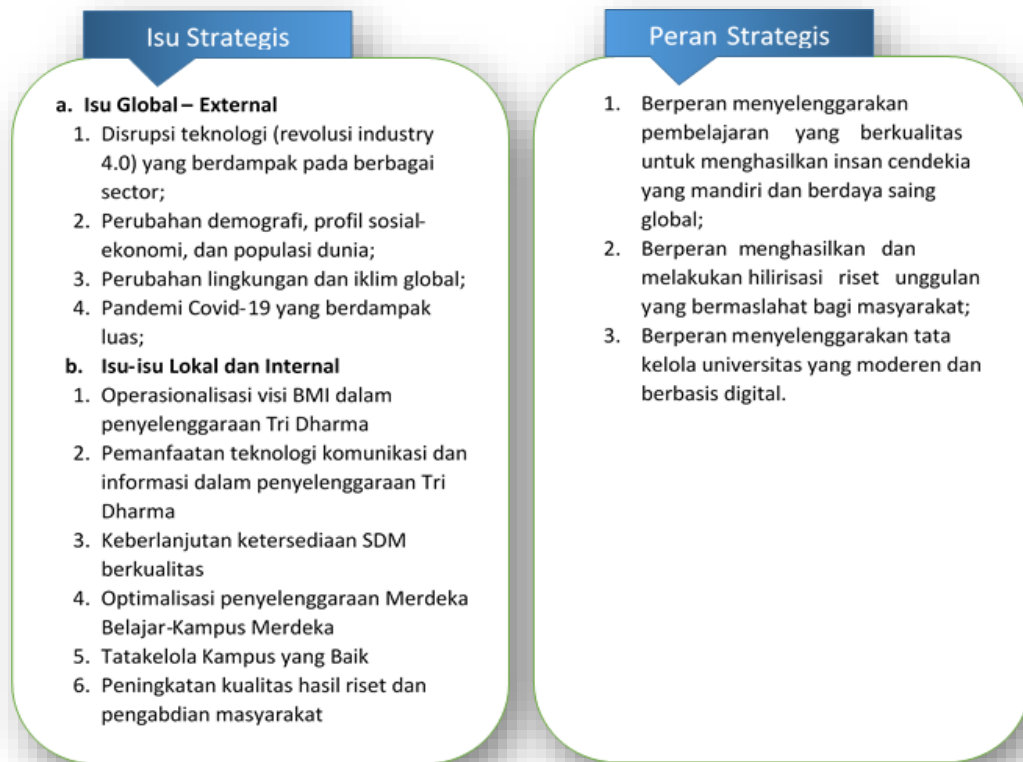 Isu Strategis
a. Isu Global – External
1. Disrupsi teknologi (revolusi industry
4.0) yang berdampak pada berbagai
sector;
2. Perubahan demografi, profil sosial-
ekonomi, dan populasi dunia;
3. Perubahan lingkungan dan iklim global;
4. Pandemi Covid-19 yang berdampak
luas;
b. Isu-isu Lokal dan Internal
1. Operasionalisasi visi BMI dalam
penyelenggaraan Tri Dharma
2. Pemanfaatan teknologi komunikasi dan
informasi dalam penyelenggaraan Tri
Dharma
3. Keberlanjutan ketersediaan SDM
berkualitas
4. Optimalisasi penyelenggaraan Merdeka
Belajar-Kampus Merdeka
5. Tatakelola Kampus yang Baik
6. Peningkatan kualitas hasil riset dan
pengabdian masyarakat
Peran Strategis
1. Berperan menyelenggarakan
pembelajaran yang berkualitas
untuk menghasilkan insan cendekia
yang mandiri dan berdaya saing
global;
2. Berperan menghasilkan dan
melakukan hilirisasi riset unggulan
yang bermaslahat bagi masyarakat;
3. Berperan menyelenggarakan tata
kelola universitas yang moderen dan
berbasis digital.